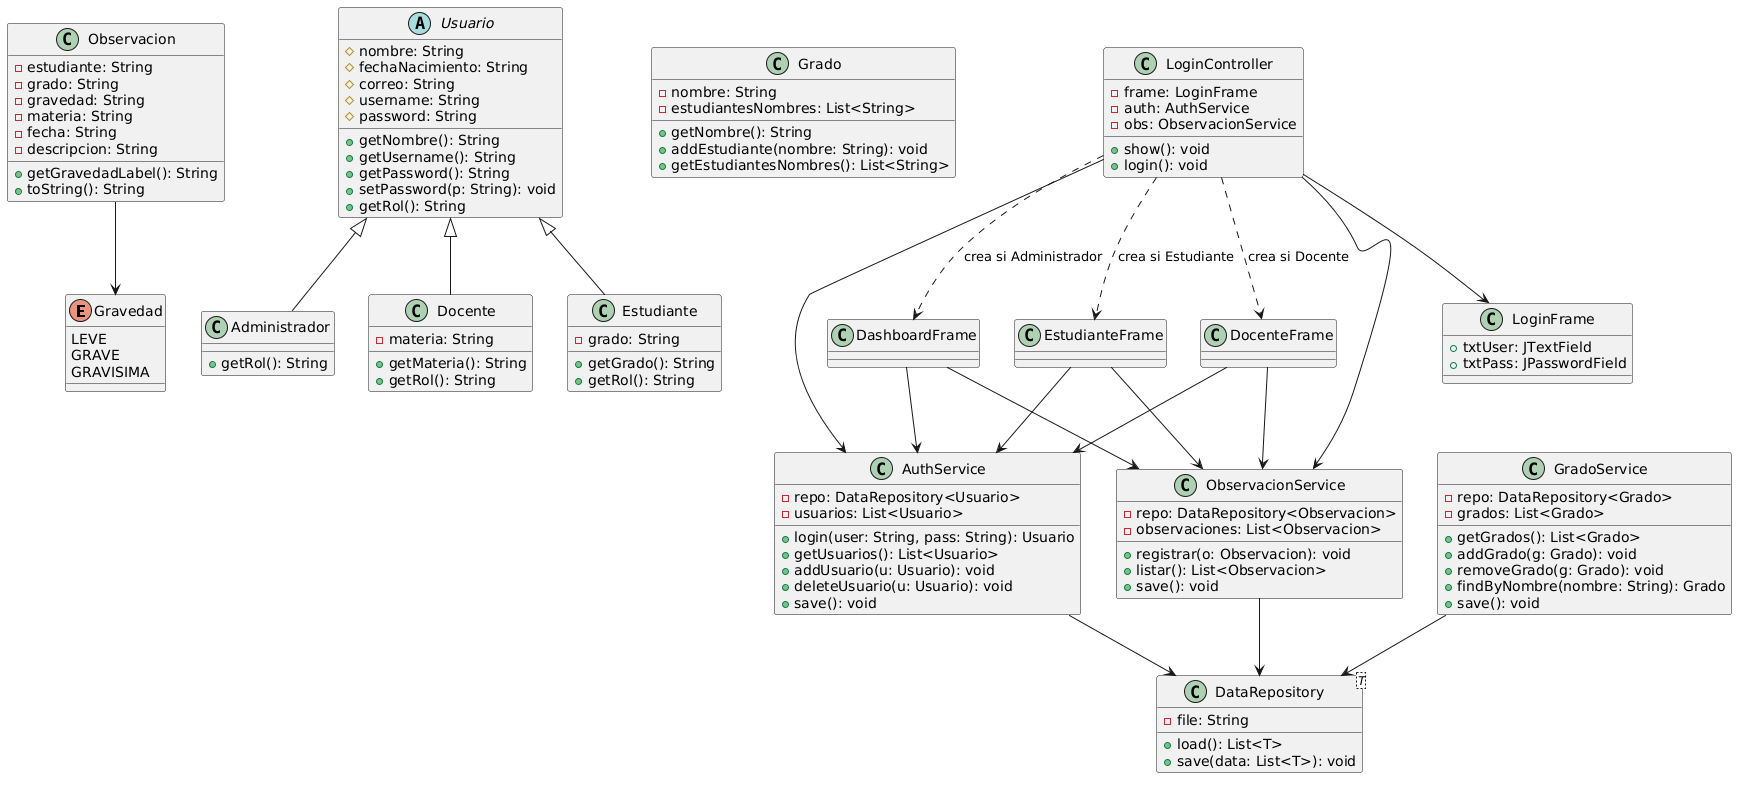 C Observacion
estudiante: String
grado: String
gravedad: String
materia: String
fecha: String
descripcion: String
getGravedadLabel(): String
toString(): String
A Usuario
nombre: String
fechaNacimiento: String
correo: String
username: String
password: String
getNombre(): String
getUsername(): String
getPassword(): String
setPassword(p: String): void
getRol(): String
C Grado
nombre: String
estudiantesNombres: List<String>
getNombre(): String
addEstudiante(nombre: String): void
getEstudiantesNombres(): List<String>
C LoginController
frame: LoginFrame
auth: AuthService
obs: ObservacionService
show(): void
login(): void
crea si Administrador
crea si Estudiante
crea si Docente
E Gravedad
LEVE
GRAVE
GRAVISIMA
C Administrador
getRol(): String
C Docente
materia: String
getMateria(): String
getRol(): String
C Estudiante
grado: String
getGrado(): String
getRol(): String
C DashboardFrame
C EstudianteFrame
C DocenteFrame
C LoginFrame
txtUser: JTextField
txtPass: JPasswordField
C AuthService
repo: DataRepository<Usuario>
usuarios: List<Usuario>
login(user: String, pass: String): Usuario
getUsuarios(): List<Usuario>
addUsuario(u: Usuario): void
deleteUsuario(u: Usuario): void
save(): void
C ObservacionService
repo: DataRepository<Observacion>
observaciones: List<Observacion>
registrar(o: Observacion): void
listar(): List<Observacion>
save(): void
C GradoService
repo: DataRepository<Grado>
grados: List<Grado>
getGrados(): List<Grado>
addGrado(g: Grado): void
removeGrado(g: Grado): void
findByNombre(nombre: String): Grado
save(): void
C DataRepository T
file: String
load(): List<T>
save(data: List<T>): void